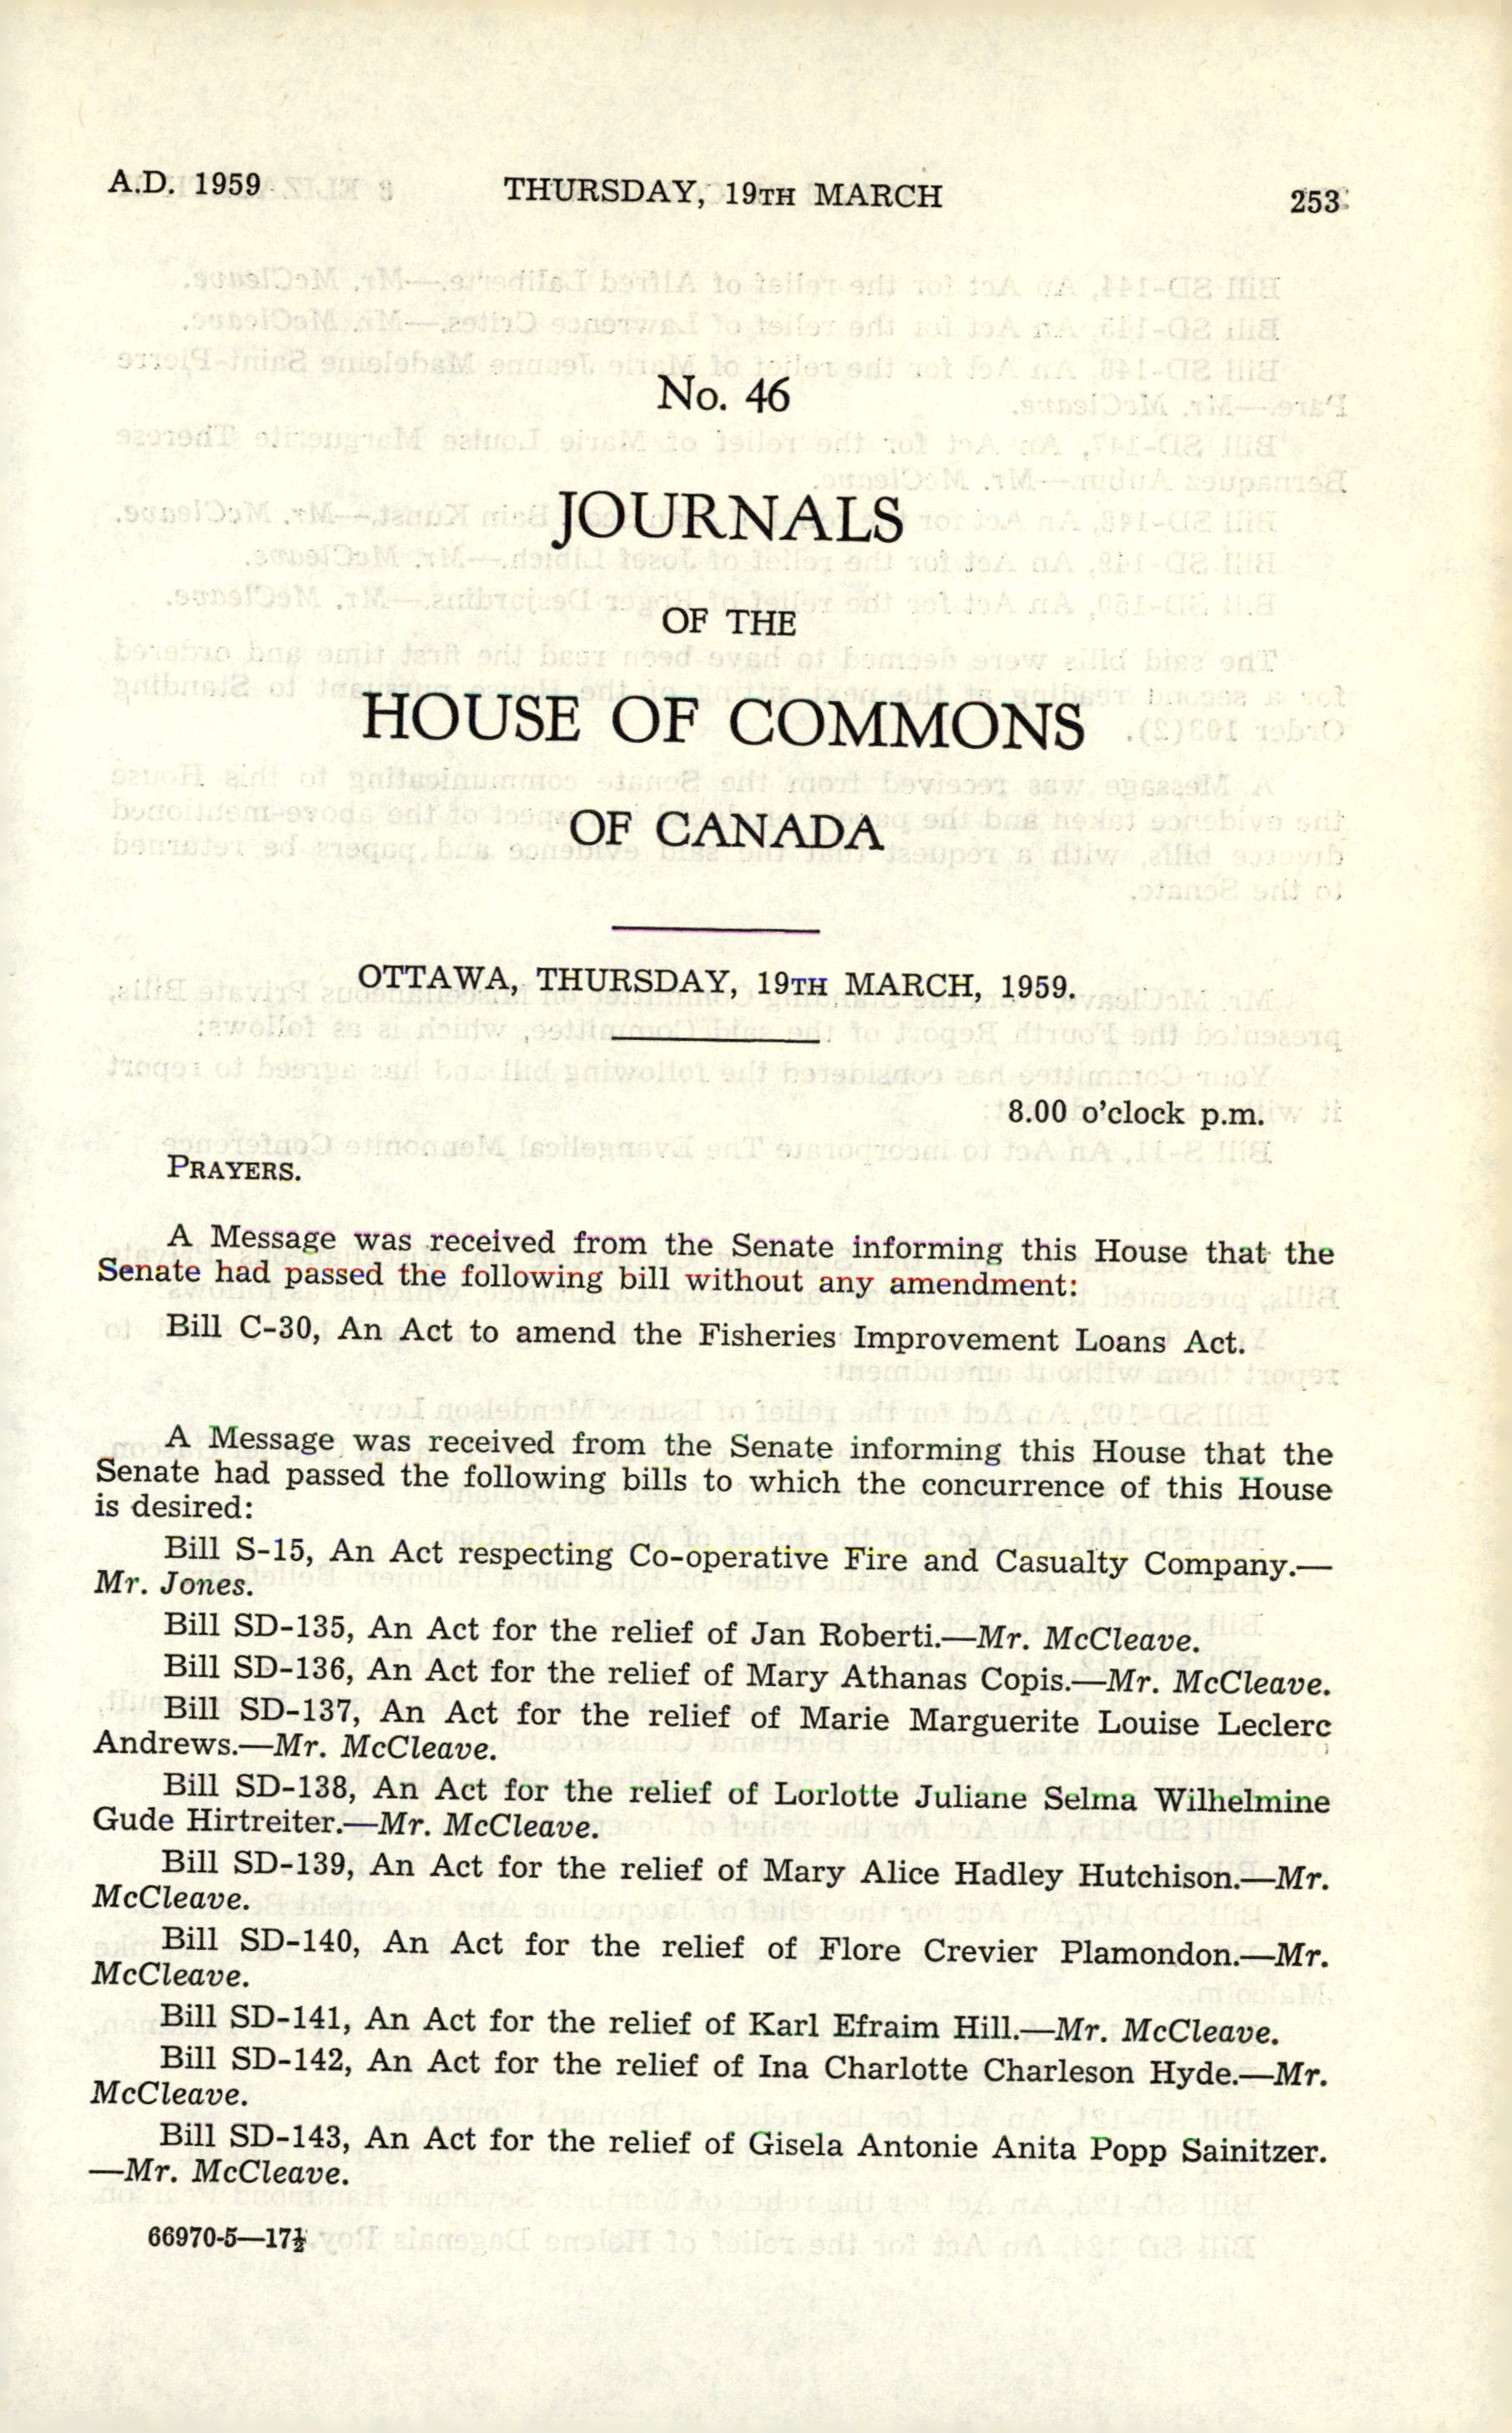 A.D. 1959 THURSDAY, 19TH MARCH 253
No. 46
JOURNALS
OF THE
HOUSE OF COMMONS
OF CANADA
OTTAWA, THURSDAY, 19TH MARCH, 1959.
8.00 o'clock p.m.
PRAYERS.
A Message was received from the Senate informing this House that the
Senate had passed the following bill without any amendment:
Bill C-30, An Act to amend the Fisheries Improvement Loans Act.
A Message was received from the Senate informing this House that the
Senate had passed the following bills to which the concurrence of this House
is desired:
Bill S-15, An Act respecting Co-operative Fire and Casualty Company.—
Mr. Jones.
Bill SD-135, An Act for the relief of Jan Roberti.—Mr. McCleave.
Bill SD-136, An Act for the relief of Mary Athanas Copis.—Mr. McCleave.
Bill SD-137, An Act for the relief of Marie Marguerite Louise Leclerc
Andrews.—Mr. McCleave.
Bill SD-138, An Act for the relief of Lorlotte Juliane Selma Wilhelmine
Gude Hirtreiter.—Mr. McCleave.
Bill SD-139, An Act for the relief of Mary Alice Hadley Hutchison.—Mr.
McCleave.
Bill SD-140, An Act for the relief of Flore Crevier Plamondon.—Mr.
McCleave.
Bill SD-141, An Act for the relief of Karl Efraim Hill.—Mr. McCleave.
Bill SD-142, An Act for the relief of Ina Charlotte Charleson Hyde.—Mr.
McCleave.
Bill SD-143, An Act for the relief of Gisela Antonie Anita Popp Sainitzer.
—Mr. McCleave.
66970-5—17½